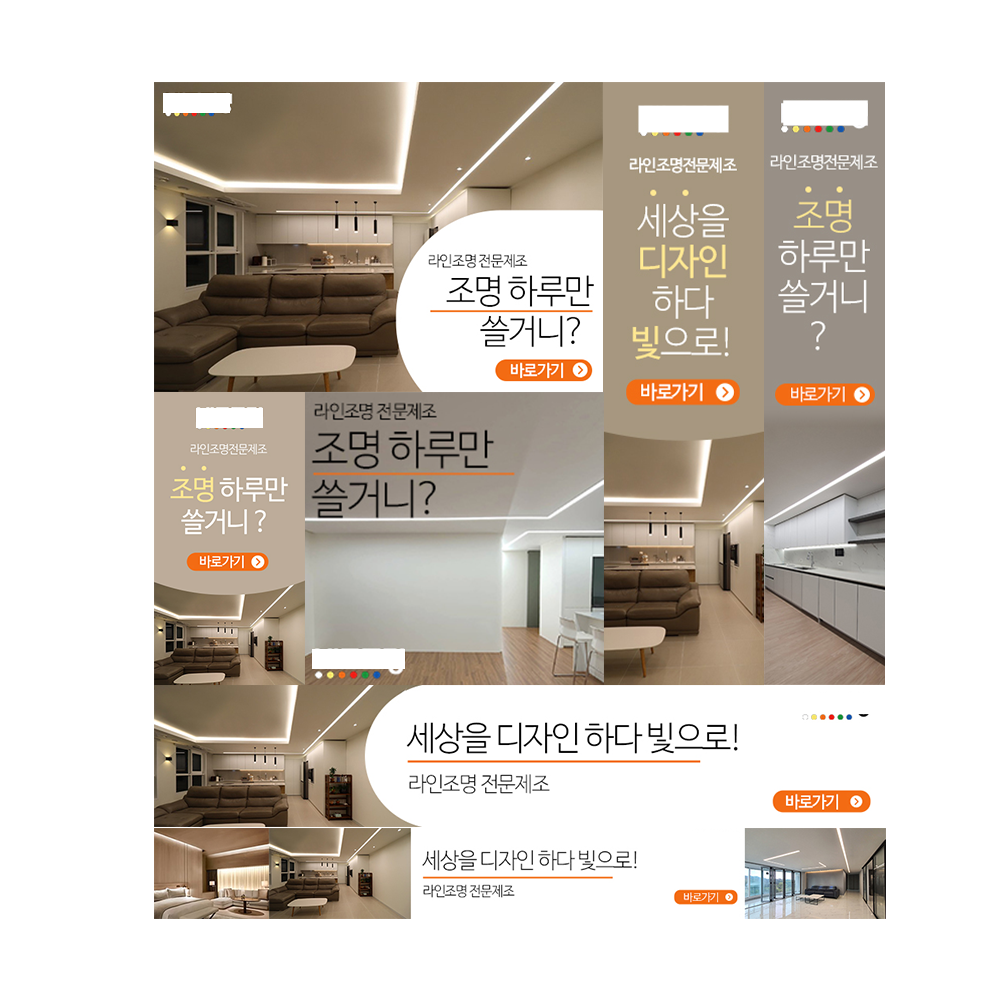 라인조명 전문제조
조명 하루만
쓸거니?
바로가기
라인조명전문제조
세상을
디자인
하다
빛으로!
바로가기
라인조명전문제조
조명
하루만
쓸거니
?
바로가기
라인조명전문제조
조명 하루만
쓸거니 ?
바로가기
라인조명 전문제조
조명 하루만
쓸거니?
세상을 디자인 하다 빛으로!
라인조명 전문제조
바로가기
세상을 디자인 하다 빛으로!
라인조명 전문제조
바로가기